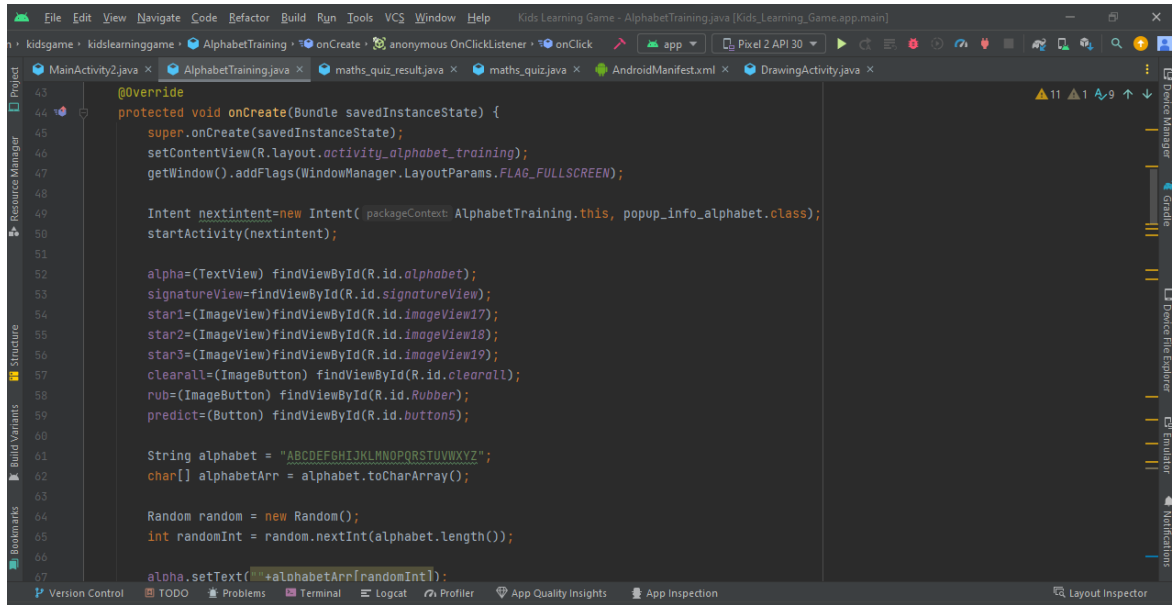 File Edit View Navigate Code Refactor Build Run Tools VCS Window Help Kids Learning Game - AlphabetTraining.java [Kids_Learning_Game.app.main]
kidsgame kidslearninggame AlphabetTraining onCreate anonymous OnClickListener onClick app Pixel 2 API 30
MainActivity2.java AlphabetTraining.java maths_quiz_result.java maths_quiz.java AndroidManifest.xml DrawingActivity.java
Project
Resource Manager
Structure
Build Variants
Bookmarks
43 @Override 11 1 9
44 protected void onCreate(Bundle savedInstanceState) {
45 super.onCreate(savedInstanceState);
46 setContentView(R.layout.activity_alphabet_training);
47 getWindow().addFlags(WindowManager.LayoutParams.FLAG_FULLSCREEN);
48
49 Intent nextintent=new Intent( packageContext: AlphabetTraining.this, popup_info_alphabet.class);
50 startActivity(nextintent);
51
52 alpha=(TextView) findViewById(R.id.alphabet);
53 signatureView=findViewById(R.id.signatureView);
54 star1=(ImageView)findViewById(R.id.imageView17);
55 star2=(ImageView)findViewById(R.id.imageView18);
56 star3=(ImageView)findViewById(R.id.imageView19);
57 clearall=(ImageButton) findViewById(R.id.clearall);
58 rub=(ImageButton) findViewById(R.id.Rubber);
59 predict=(Button) findViewById(R.id.button5);
60
61 String alphabet = "ABCDEFGHIJKLMNOPQRSTUVWXYZ";
62 char[] alphabetArr = alphabet.toCharArray();
63
64 Random random = new Random();
65 int randomInt = random.nextInt(alphabet.length());
66
67 alpha.setText(""+alphabetArr[randomInt]);
Device Manager
Gradle
Device File Explorer
Emulator
Notifications
Version Control TODO Problems Terminal Logcat Profiler App Quality Insights App Inspection Layout Inspector